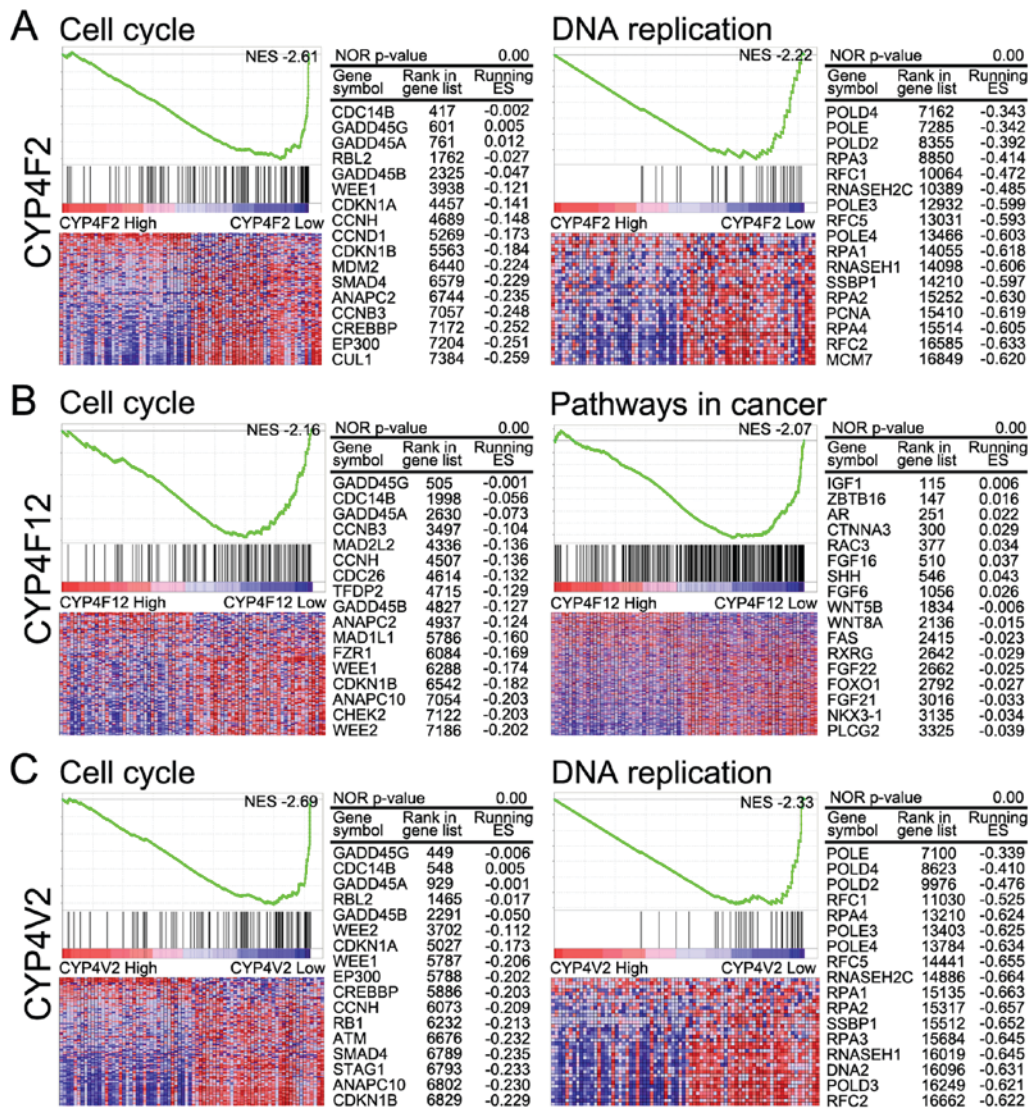 A Cell cycle
NES -2.61
NOR p-value 0.00
Gene symbol Rank in gene list Running ES
CDC14B 417 -0.002
GADD45G 601 0.005
GADD45A 761 0.012
RBL2 1762 -0.027
GADD45B 2325 -0.047
WEE1 3938 -0.121
CDKN1A 4457 -0.141
CCNH 4689 -0.148
CCND1 5269 -0.173
CDKN1B 5563 -0.184
MDM2 6440 -0.224
SMAD4 6579 -0.229
ANAPC2 6744 -0.235
CCNB3 7057 -0.248
CREBBP 7172 -0.252
EP300 7204 -0.251
CUL1 7384 -0.259
CYP4F2 High CYP4F2 Low
CYP4F2
DNA replication
NES -2.22
NOR p-value 0.00
Gene symbol Rank in gene list Running ES
POLD4 7162 -0.343
POLE 7285 -0.342
POLD2 8355 -0.392
RPA3 8850 -0.414
RFC1 10064 -0.472
RNASEH2C 10389 -0.485
POLE3 12932 -0.599
RFC5 13031 -0.593
POLE4 13466 -0.603
RPA1 14055 -0.618
RNASEH1 14098 -0.606
SSBP1 14210 -0.597
RPA2 15252 -0.630
PCNA 15410 -0.619
RPA4 15514 -0.605
RFC2 16585 -0.633
MCM7 16849 -0.620
CYP4F2 High CYP4F2 Low
B Cell cycle
NES -2.16
NOR p-value 0.00
Gene symbol Rank in gene list Running ES
GADD45G 505 -0.001
CDC14B 1998 -0.056
GADD45A 2630 -0.073
CCNB3 3497 -0.104
MAD2L2 4336 -0.136
CCNH 4507 -0.136
CDC26 4614 -0.132
TFDP2 4715 -0.129
GADD45B 4827 -0.127
ANAPC2 4937 -0.124
MAD1L1 5786 -0.160
FZR1 6084 -0.169
WEE1 6288 -0.174
CDKN1B 6542 -0.182
ANAPC10 7054 -0.203
CHEK2 7122 -0.203
WEE2 7186 -0.202
CYP4F12 High CYP4F12 Low
CYP4F12
Pathways in cancer
NES -2.07
NOR p-value 0.00
Gene symbol Rank in gene list Running ES
IGF1 115 0.006
ZBTB16 147 0.016
AR 251 0.022
CTNNA3 300 0.029
RAC3 377 0.034
FGF16 510 0.037
SHH 546 0.043
FGF6 1056 0.026
WNT5B 1834 -0.006
WNT8A 2136 -0.015
FAS 2415 -0.023
RXRG 2642 -0.029
FGF22 2662 -0.025
FOXO1 2792 -0.027
FGF21 3016 -0.033
NKX3-1 3135 -0.034
PLCG2 3325 -0.039
CYP4F12 High CYP4F12 Low
C Cell cycle
NES -2.69
NOR p-value 0.00
Gene symbol Rank in gene list Running ES
GADD45G 449 -0.006
CDC14B 548 0.005
GADD45A 929 -0.001
RBL2 1465 -0.017
GADD45B 2291 -0.050
WEE2 3702 -0.112
CDKN1A 5027 -0.173
WEE1 5787 -0.206
EP300 5788 -0.202
CREBBP 5886 -0.203
CCNH 6073 -0.209
RB1 6232 -0.213
ATM 6676 -0.232
SMAD4 6789 -0.235
STAG1 6793 -0.233
ANAPC10 6802 -0.230
CDKN1B 6829 -0.229
CYP4V2 High CYP4V2 Low
CYP4V2
DNA replication
NES -2.33
NOR p-value 0.00
Gene symbol Rank in gene list Running ES
POLE 7100 -0.339
POLD4 8623 -0.410
POLD2 9976 -0.476
RFC1 11030 -0.525
RPA4 13210 -0.624
POLE3 13403 -0.625
POLE4 13784 -0.634
RFC5 14441 -0.655
RNASEH2C 14886 -0.664
RPA1 15135 -0.663
RPA2 15317 -0.657
SSBP1 15512 -0.652
RPA3 15684 -0.645
RNASEH1 16019 -0.645
DNA2 16096 -0.631
POLD3 16249 -0.621
RFC2 16662 -0.622
CYP4V2 High CYP4V2 Low